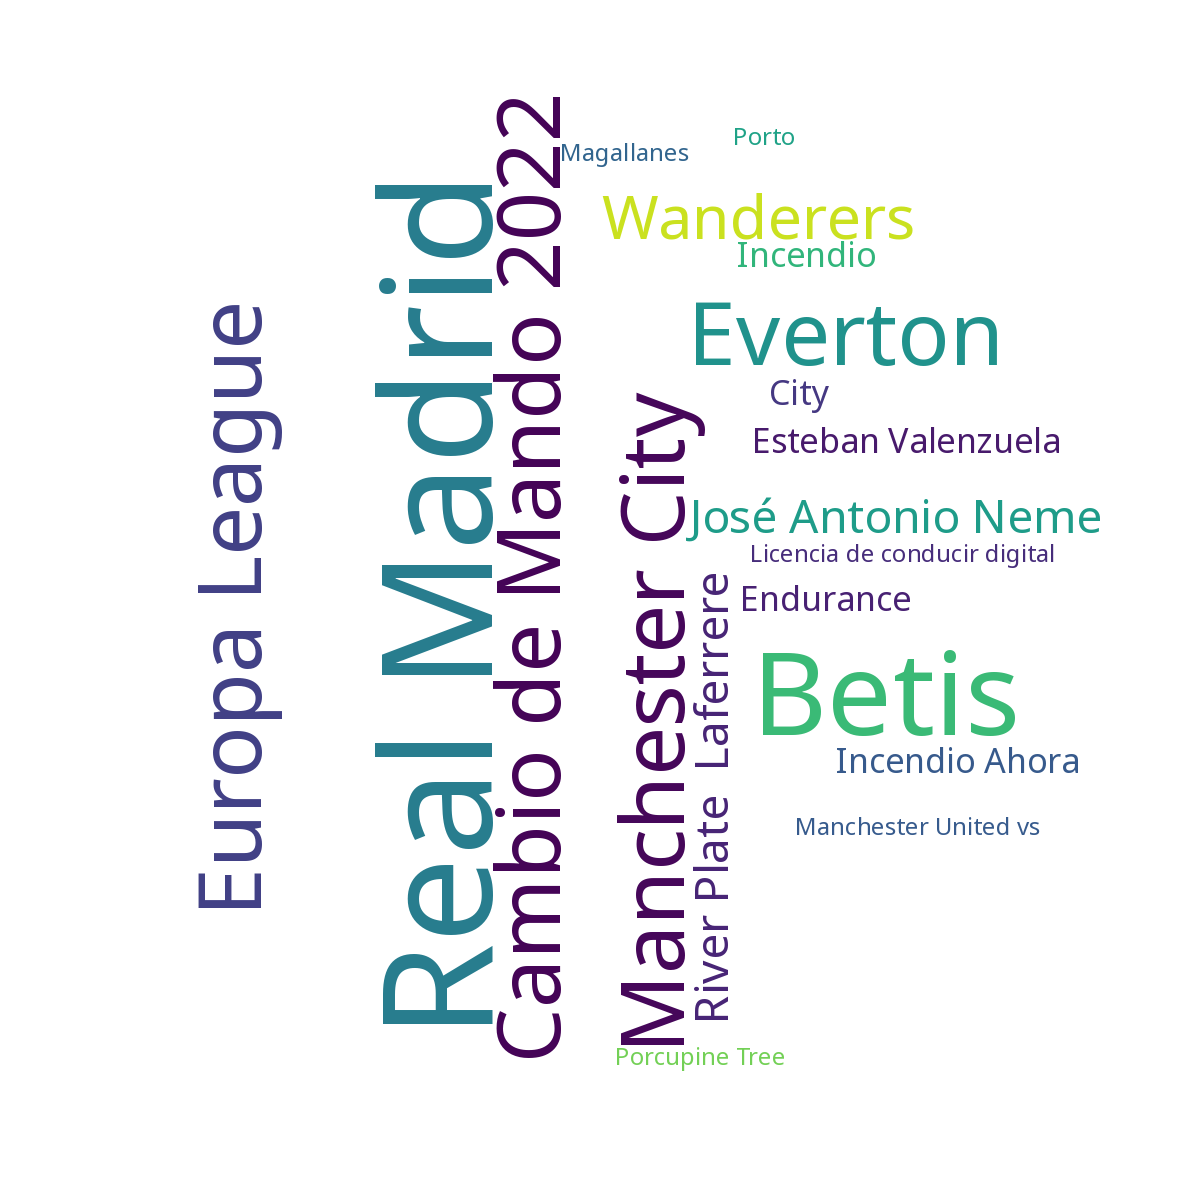 Europa League
Real Madrid
Cambio de Mando 2022
Magallanes
Porto
Wanderers
Incendio
Everton
City
Esteban Valenzuela
Manchester City
José Antonio Neme
Licencia de conducir digital
River Plate Laferrere
Endurance
Betis
Incendio Ahora
Manchester United vs
Porcupine Tree